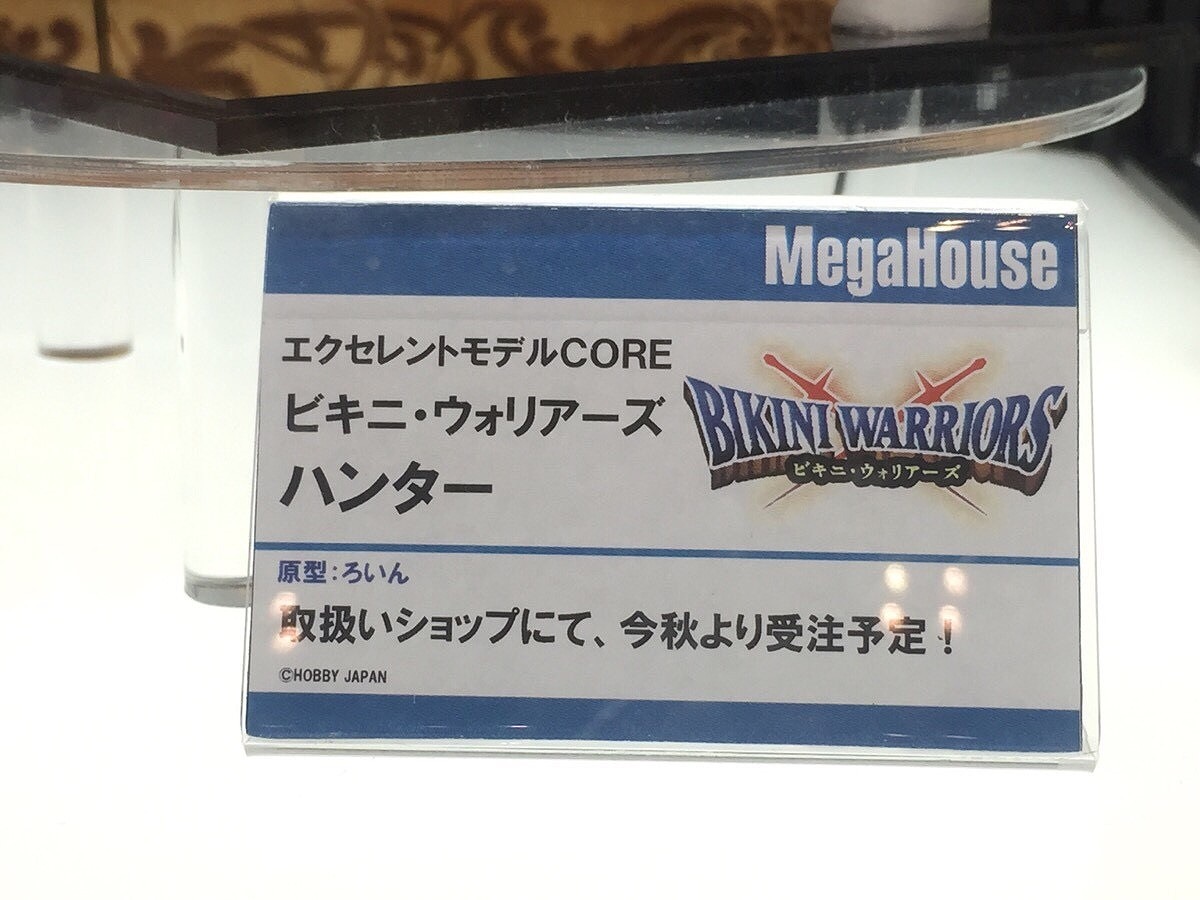 MegaHouse
エクセレントモデルCORE
ビキニ・ウォリアーズ
ハンター
BIKINI WARRIORS
ビキニ・ウォリアーズ
原型:ろいん
取扱いショップにて、今秋より受注予定!
©HOBBY JAPAN